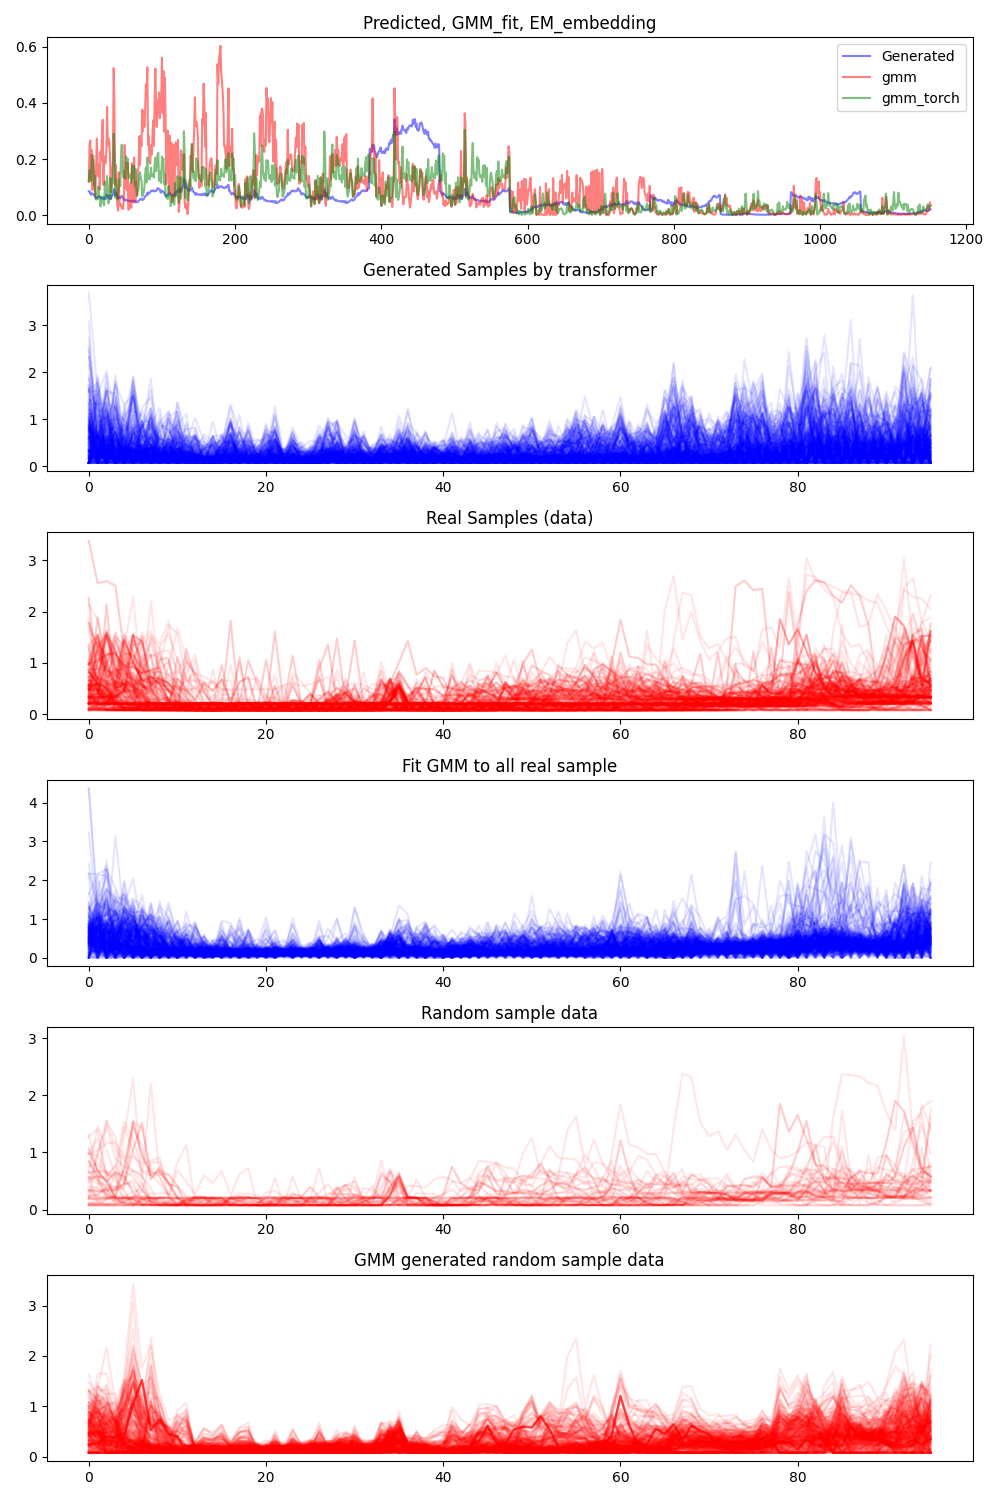 Predicted, GMM_fit, EM_embedding
0.6
0.4
0.2
0.0
Generated
gmm
gmm_torch
0 200 400 600 800 1000 1200
Generated Samples by transformer
3
2
1
0
0 20 40 60 80
Real Samples (data)
3
2
1
0
0 20 40 60 80
Fit GMM to all real sample
4
3
2
1
0
0 20 40 60 80
Random sample data
3
2
1
0
0 20 40 60 80
GMM generated random sample data
3
2
1
0
0 20 40 60 80